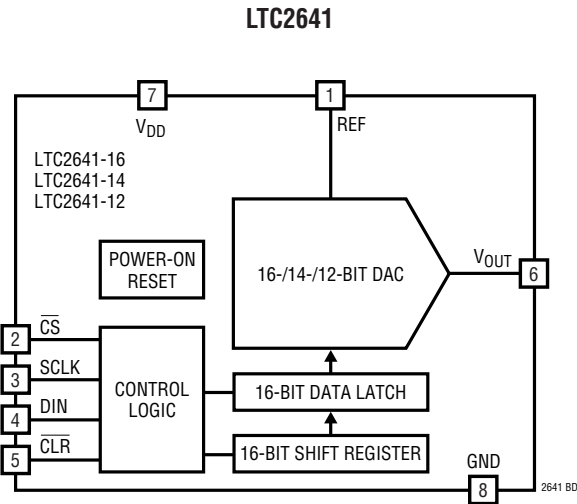 LTC2641
7
1
VDD
REF
LTC2641-16
LTC2641-14
LTC2641-12
POWER-ON
RESET
16-/14-/12-BIT DAC
VOUT
6
2
CS
3
SCLK
4
DIN
5
CLR
CONTROL
LOGIC
16-BIT DATA LATCH
16-BIT SHIFT REGISTER
GND
8
2641 BD